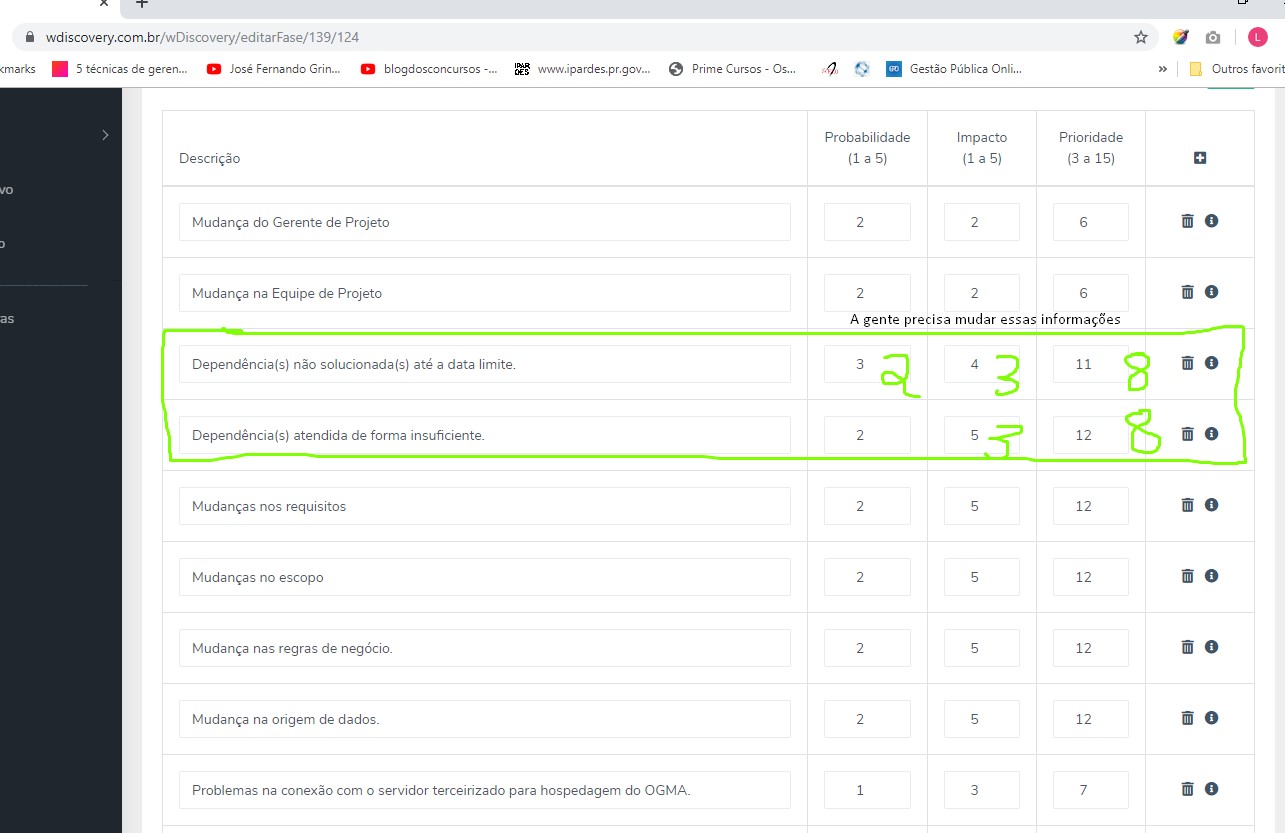 wdiscovery.com.br/wDiscovery/editarFase/139/124
L
kmarks 5 técnicas de geren... José Fernando Grin... blogdosconcursos -... IPARDES www.ipardes.pr.gov... Prime Cursos - Os... GPO Gestão Pública Onli... » Outros favorit
vo
o
as
Descrição Probabilidade (1 a 5) Impacto (1 a 5) Prioridade (3 a 15)
Mudança do Gerente de Projeto 2 2 6
Mudança na Equipe de Projeto 2 2 6
A gente precisa mudar essas informações
Dependência(s) não solucionada(s) até a data limite. 3 2 4 3 11 8
Dependência(s) atendida de forma insuficiente. 2 5 3 12 8
Mudanças nos requisitos 2 5 12
Mudanças no escopo 2 5 12
Mudança nas regras de negócio. 2 5 12
Mudança na origem de dados. 2 5 12
Problemas na conexão com o servidor terceirizado para hospedagem do OGMA. 1 3 7